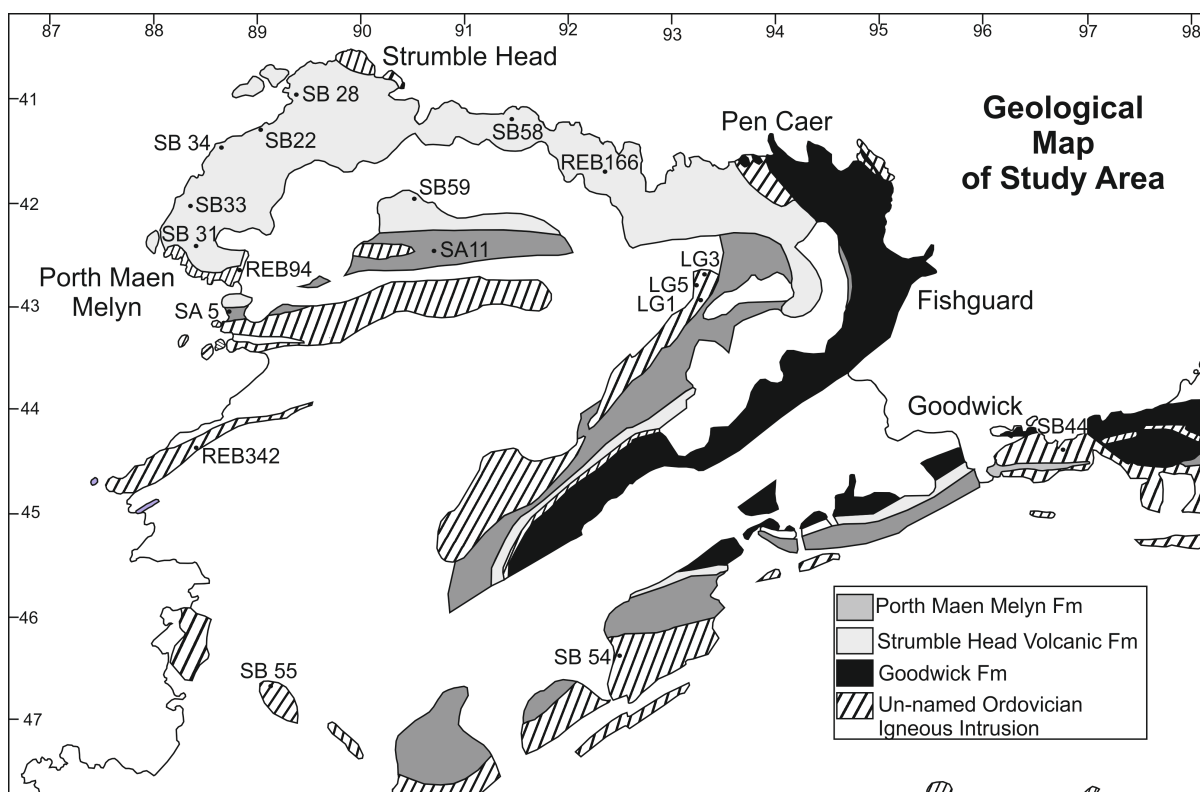 87 88 89 90 91 92 93 94 95 96 97 98
Strumble Head
41
SB 28
Geological
Map
of Study Area
Pen Caer
SB 34
SB22
SB58
REB166
42
SB59
SB33
SB 31
SA11
LG3
REB94
Porth Maen
Melyn
LG5
LG1
43
SA 5
Fishguard
44
Goodwick
SB44
REB342
45
46
Porth Maen Melyn Fm
Strumble Head Volcanic Fm
SB 54
SB 55
Goodwick Fm
47
Un-named Ordovician
Igneous Intrusion